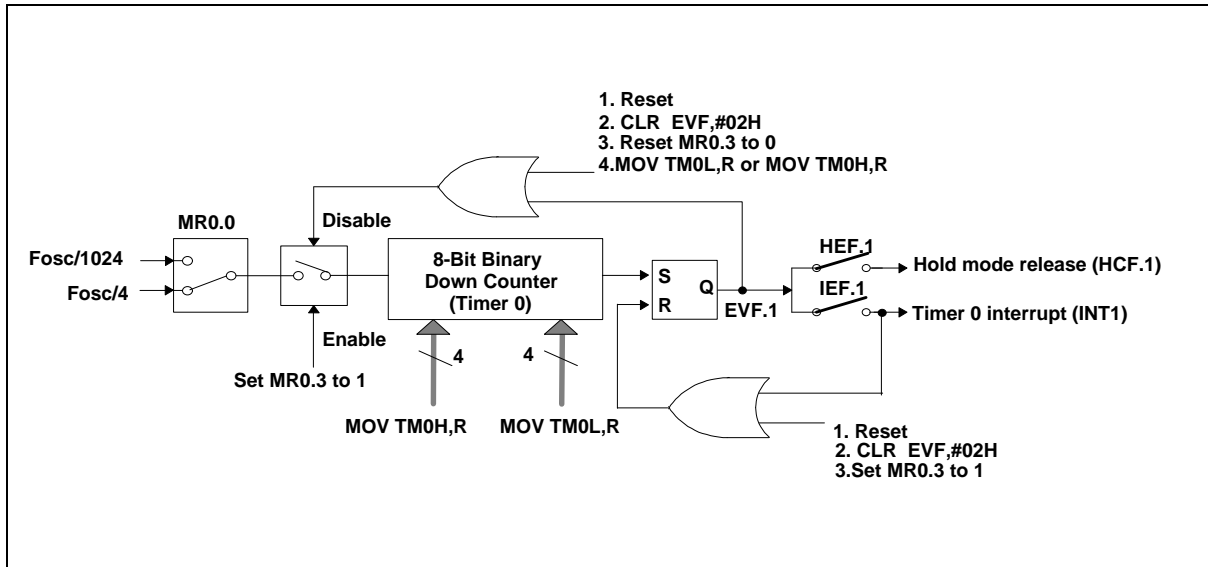 1. Reset
2. CLR EVF,#02H
3. Reset MR0.3 to 0
4.MOV TM0L,R or MOV TM0H,R
MR0.0
Disable
Fosc/1024
Fosc/4
8-Bit Binary
Down Counter
(Timer 0)
S
Q
R
EVF.1
HEF.1
Hold mode release (HCF.1)
IEF.1
Timer 0 interrupt (INT1)
Enable
Set MR0.3 to 1
4
4
MOV TM0H,R
MOV TM0L,R
1. Reset
2. CLR EVF,#02H
3.Set MR0.3 to 1